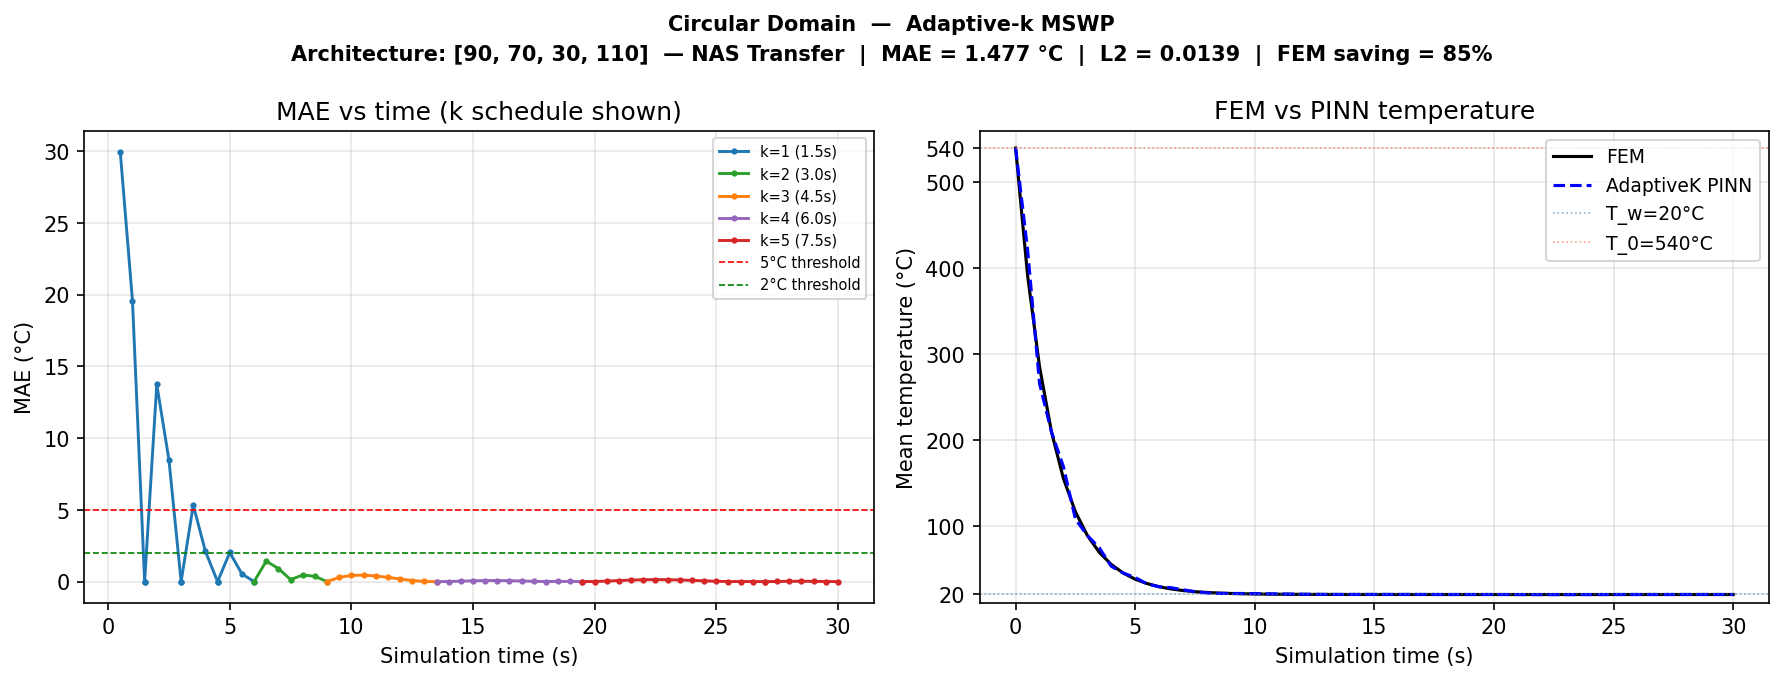 Circular Domain — Adaptive-k MSWP
Architecture: [90, 70, 30, 110] — NAS Transfer | MAE = 1.477 °C | L2 = 0.0139 | FEM saving = 85%
MAE vs time (k schedule shown)
MAE (°C)
30
25
20
15
10
5
0
0 5 10 15 20 25 30
Simulation time (s)
k=1 (1.5s)
k=2 (3.0s)
k=3 (4.5s)
k=4 (6.0s)
k=5 (7.5s)
5°C threshold
2°C threshold
FEM vs PINN temperature
Mean temperature (°C)
540
500
400
300
200
100
20
0 5 10 15 20 25 30
Simulation time (s)
FEM
AdaptiveK PINN
T_w=20°C
T_0=540°C